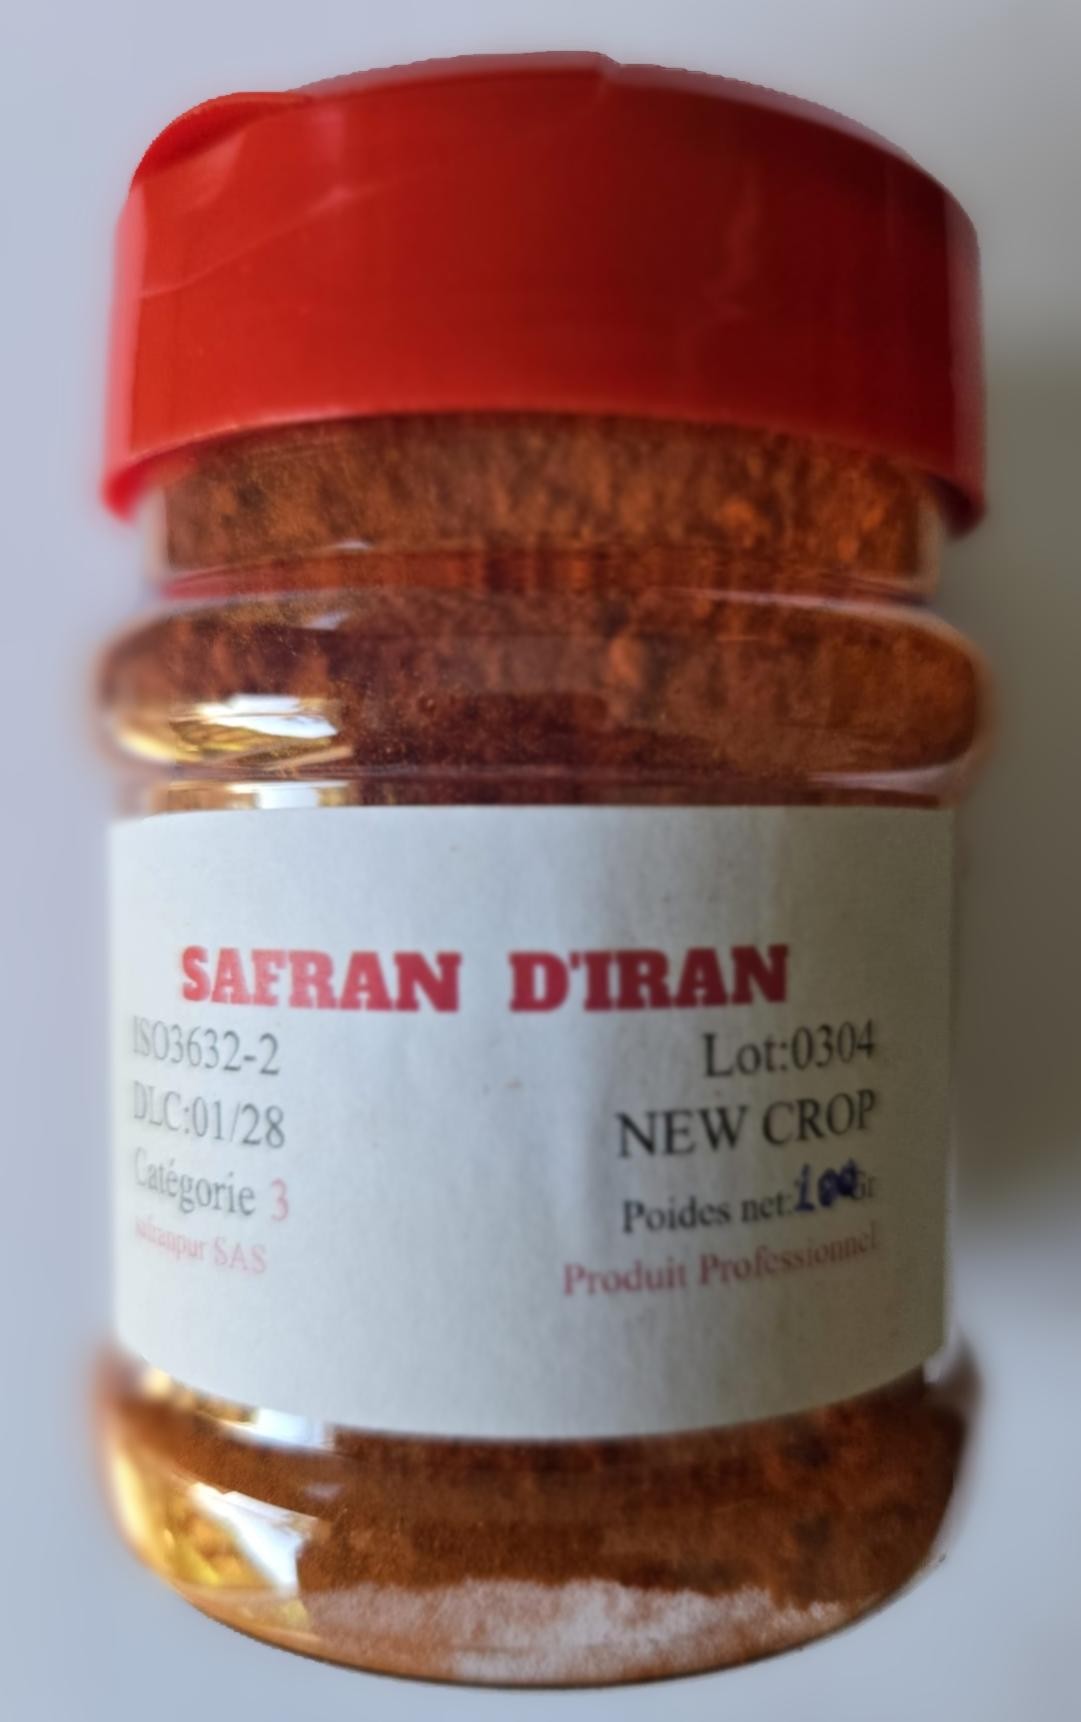 SAFRAN D'IRAN
ISO3632-2
Lot:0304
DLC:01/28
NEW CROP
Catégorie 3
Poides net:100Gr
safranpur SAS
Produit Professionnel